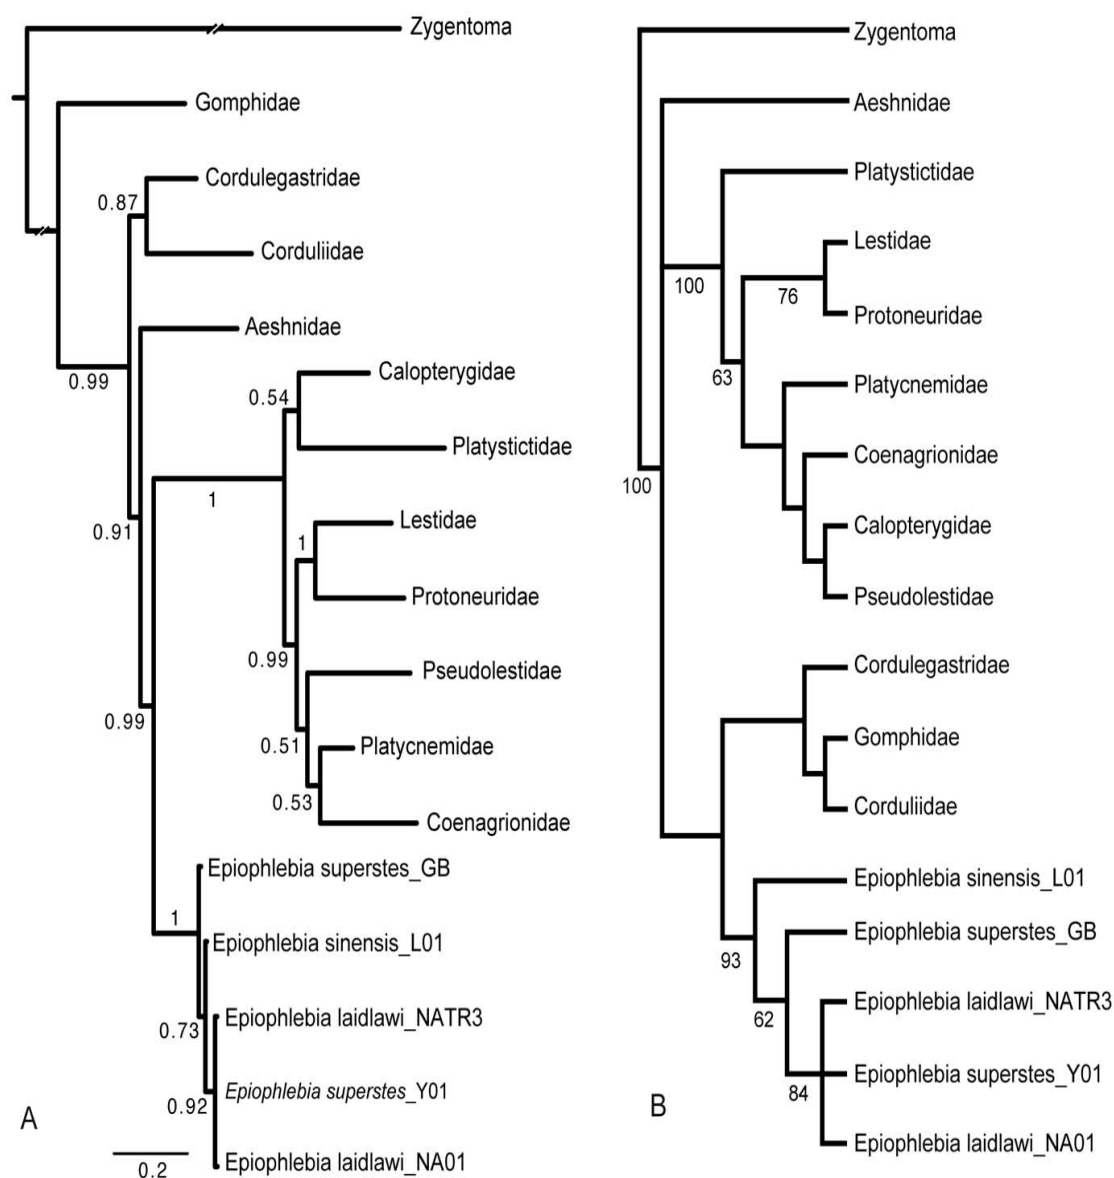 Zygentoma
Gomphidae
Cordulegastridae
0.87
Corduliidae
Aeshnidae
0.99
Calopterygidae
0.54
Platystictidae
1
Lestidae
0.91
1
Protoneuridae
0.99
Pseudolestidae
0.99
0.51
Platycnemidae
0.53
Coenagrionidae
Epiophlebia superstes_GB
1
Epiophlebia sinensis_L01
Epiophlebia laidlawi_NATR3
0.73
Epiophlebia superstes_Y01
0.92
A
Epiophlebia laidlawi_NA01
0.2
Zygentoma
Aeshnidae
Platystictidae
Lestidae
100
76
Protoneuridae
63
Platycnemidae
Coenagrionidae
100
Calopterygidae
Pseudolestidae
Cordulegastridae
Gomphidae
Corduliidae
Epiophlebia sinensis_L01
Epiophlebia superstes_GB
93
Epiophlebia laidlawi_NATR3
62
Epiophlebia superstes_Y01
84
B
Epiophlebia laidlawi_NA01